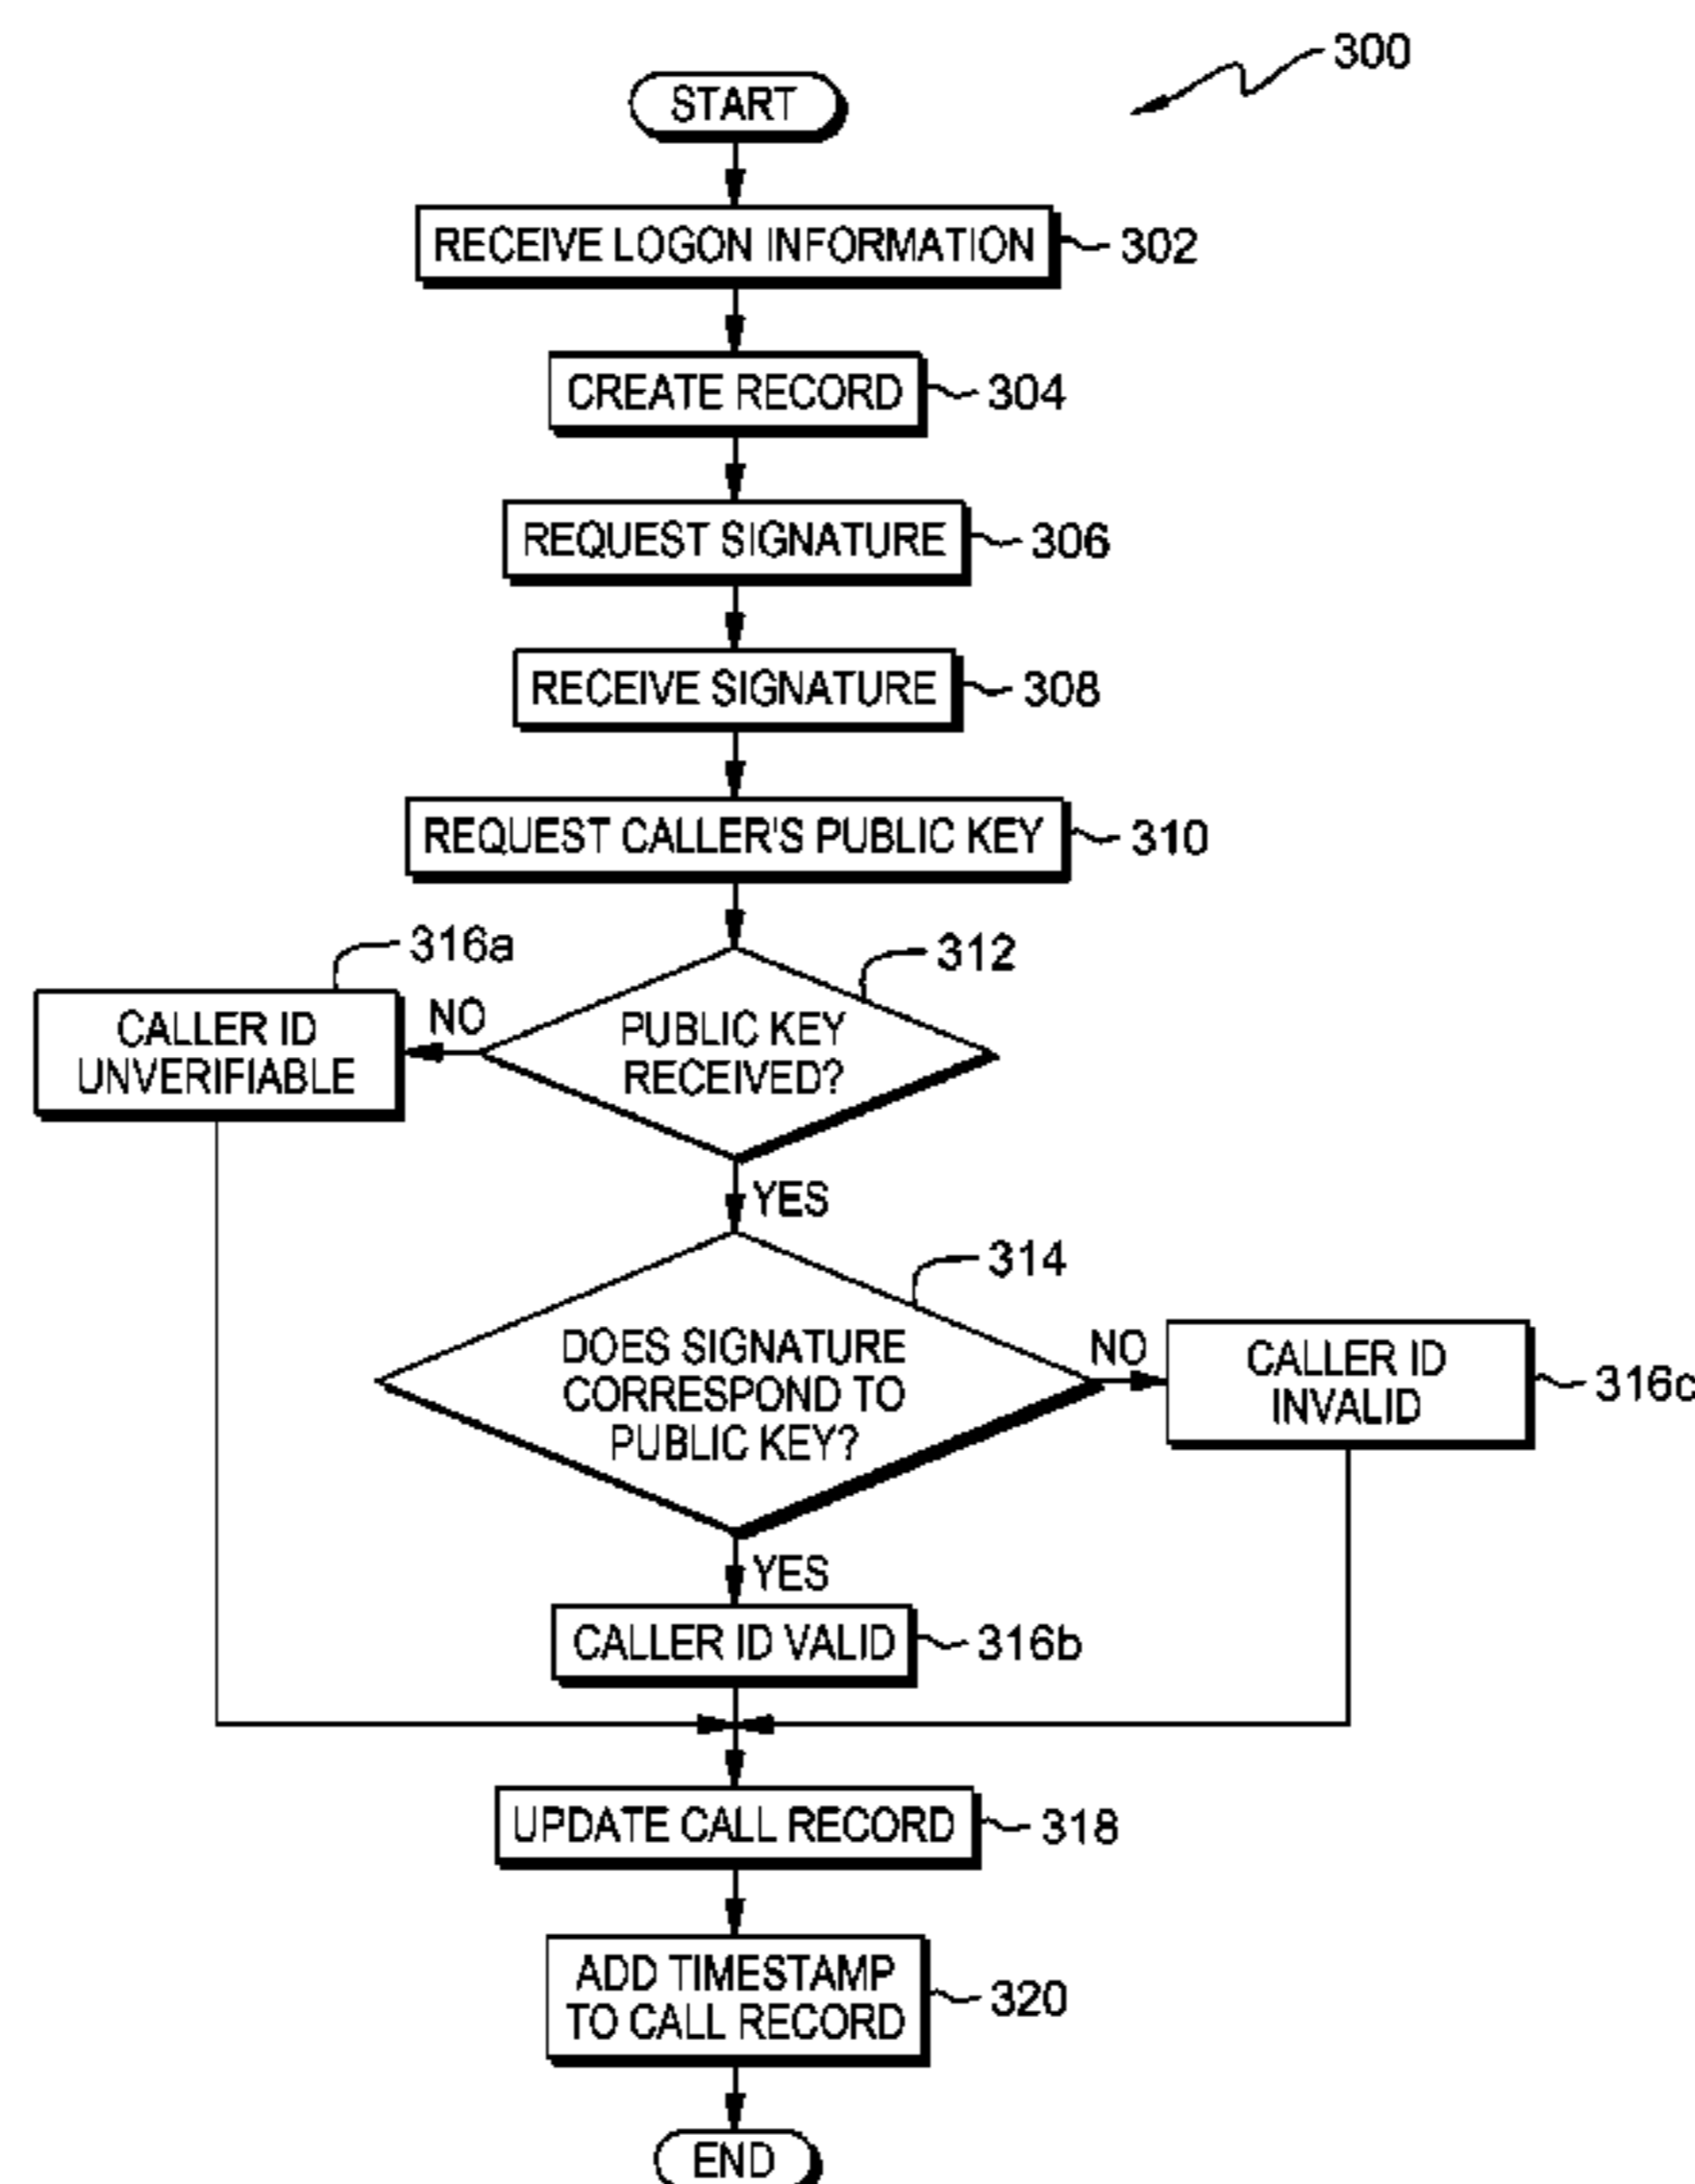 300
START
RECEIVE LOGON INFORMATION
302
CREATE RECORD
304
REQUEST SIGNATURE
306
RECEIVE SIGNATURE
308
REQUEST CALLER'S PUBLIC KEY
310
316a
312
CALLER ID
UNVERIFIABLE
NO
PUBLIC KEY
RECEIVED?
YES
314
DOES SIGNATURE
CORRESPOND TO
PUBLIC KEY?
NO
CALLER ID
INVALID
316c
YES
CALLER ID VALID
316b
UPDATE CALL RECORD
318
ADD TIMESTAMP
TO CALL RECORD
320
END